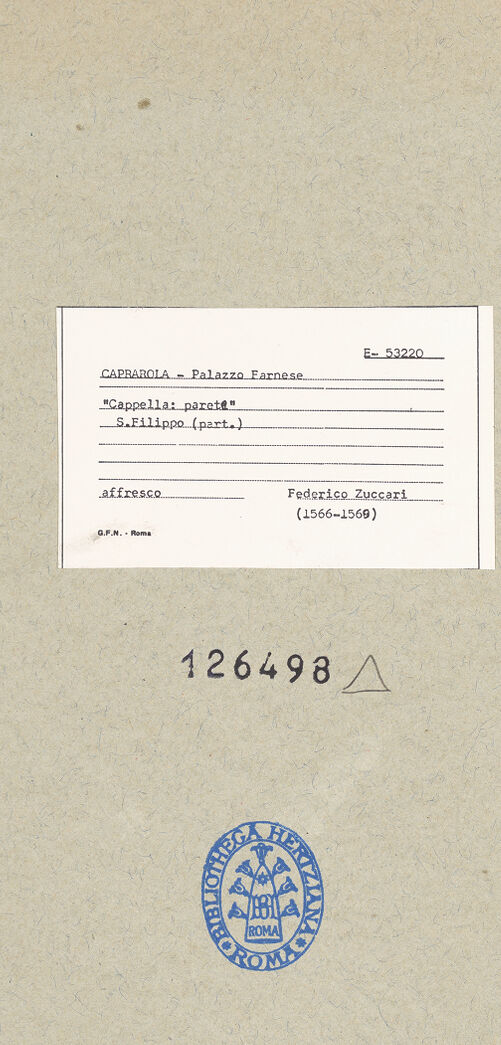 E- 53220
CAPRAROLA - Palazzo Farnese
"Cappella: parete"
S.Filippo (part.)
affresco
Federico Zuccari
(1566-1569)
G.F.N. - Roma
126498
BIBLIOTHECA HERTZIANA
BH
ROMA
ROMA